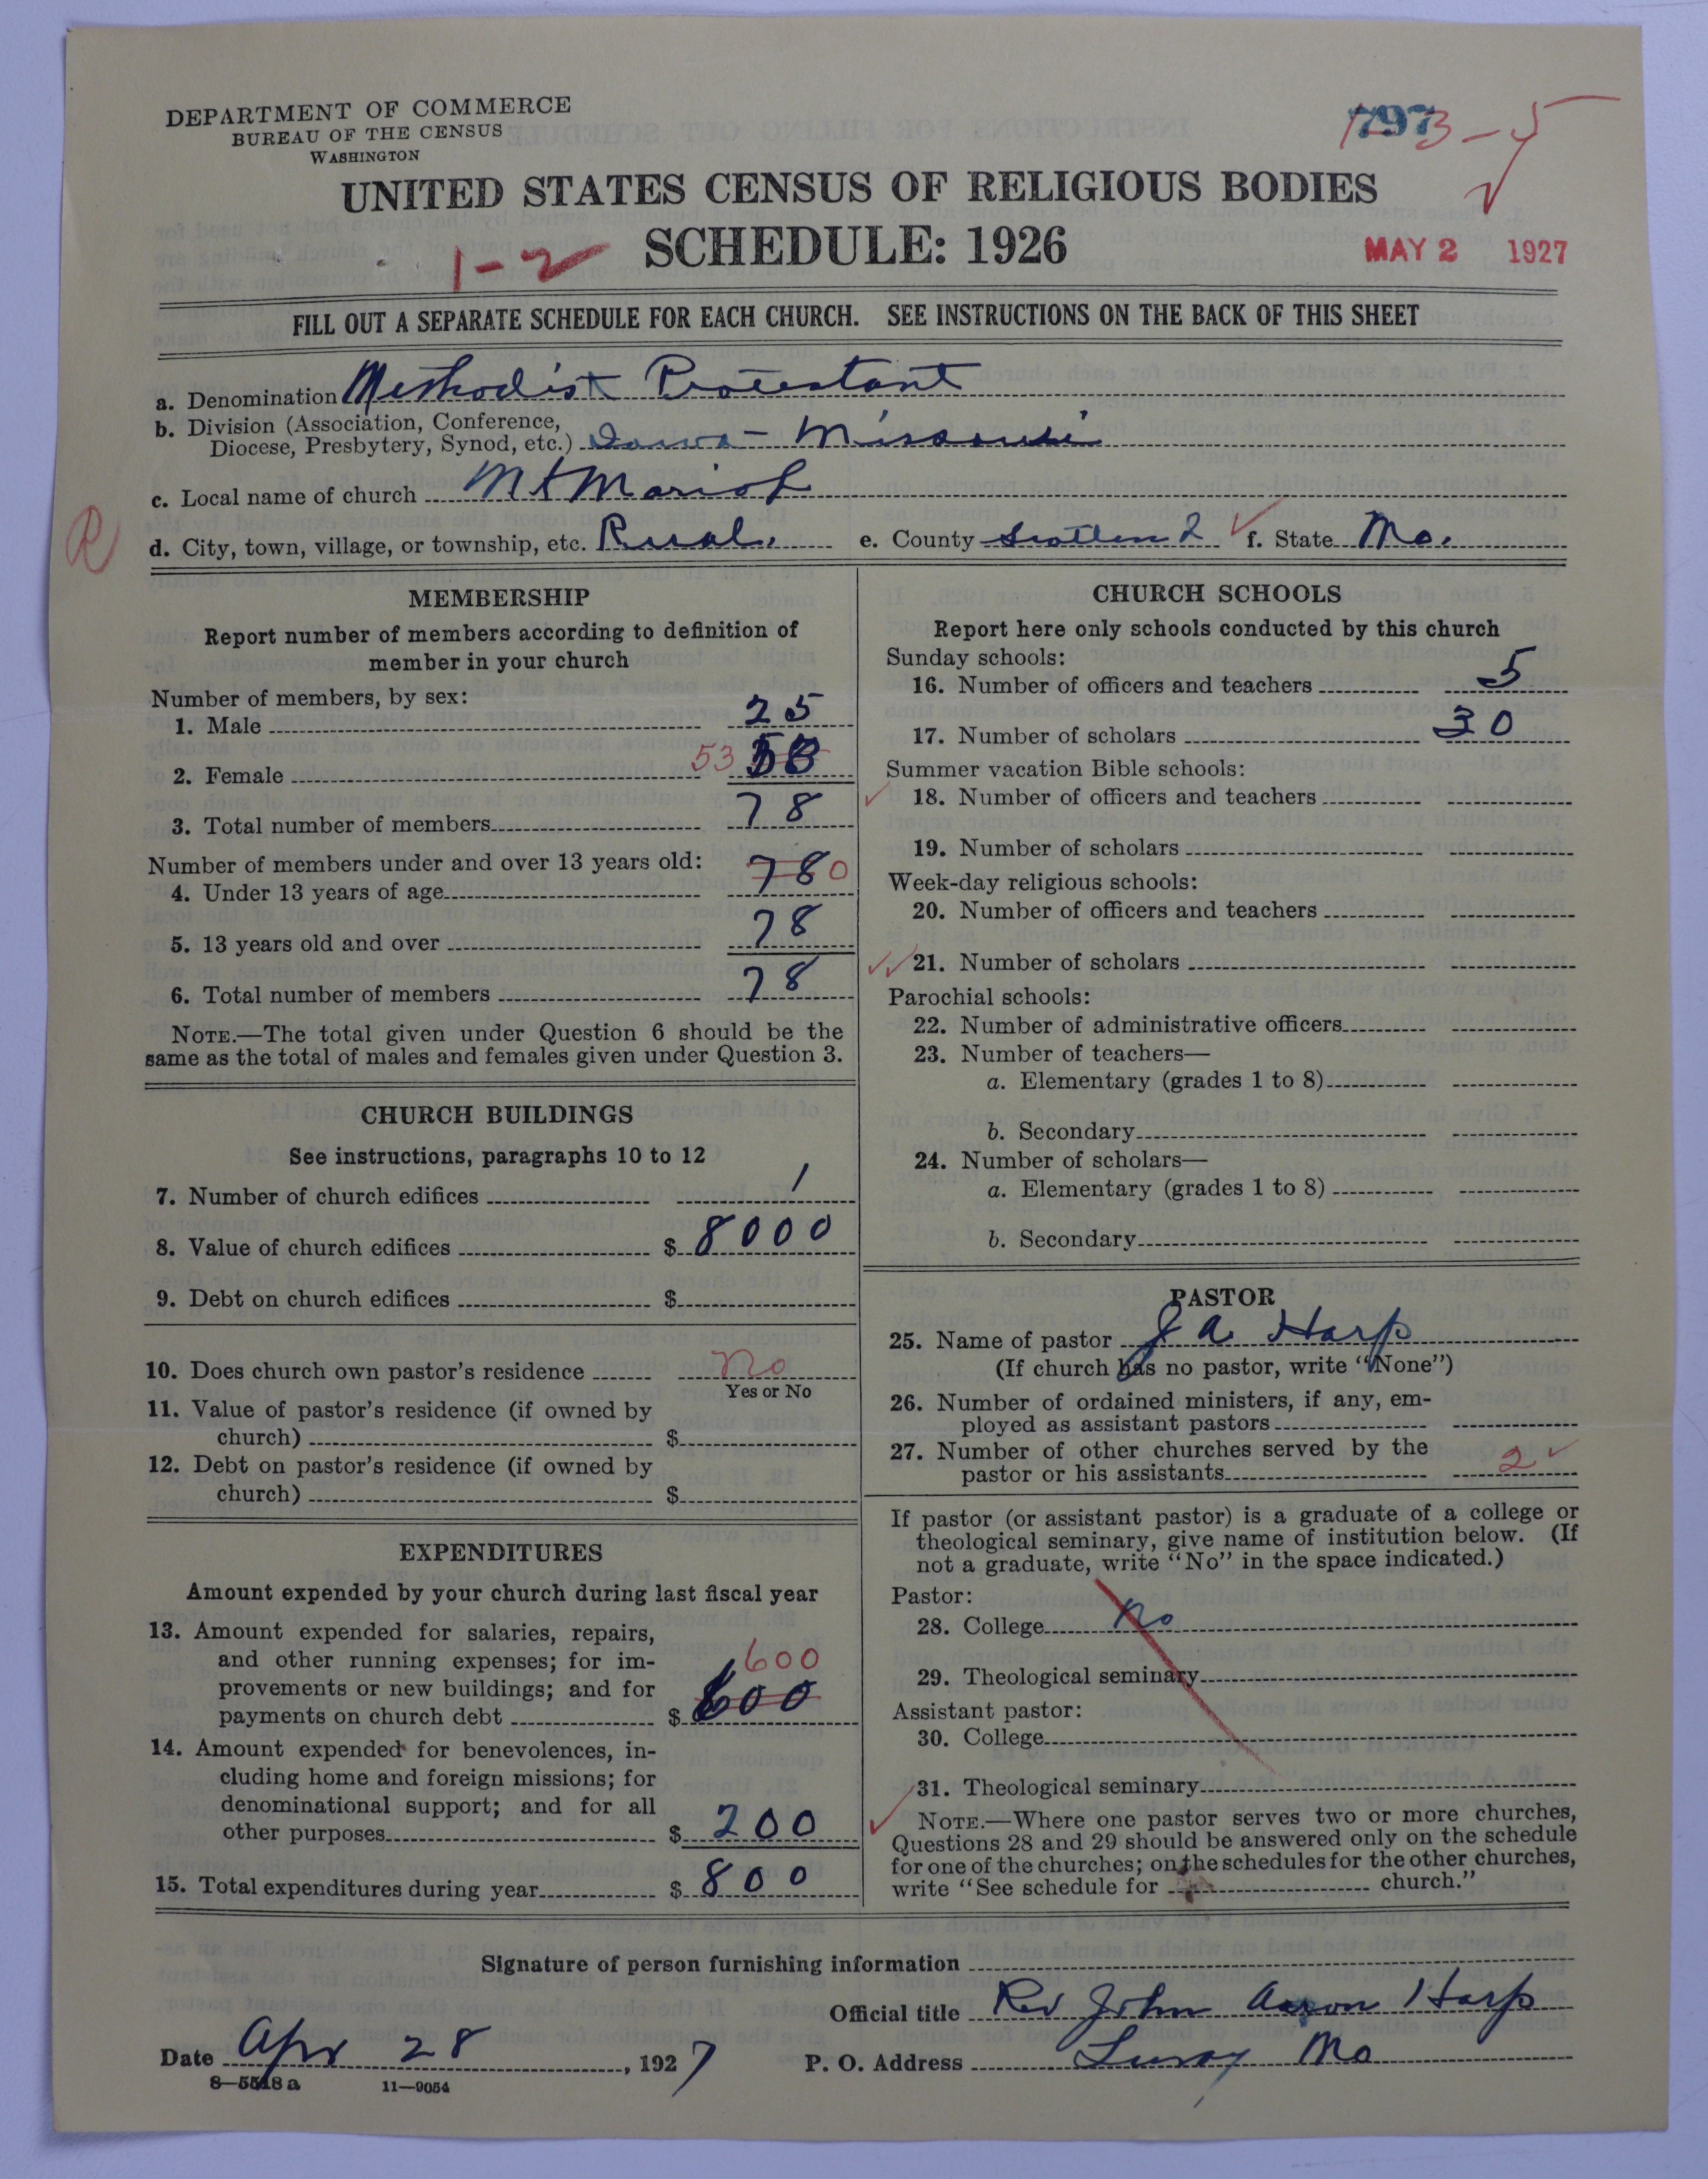 DEPARTMENT OF COMMERCE
BUREAU OF THE CENSUS
WASHINGTON
797
3-5
UNITED STATES CENSUS OF RELIGIOUS BODIES
SCHEDULE: 1926
1-2
MAY 2 1927
FILL OUT A SEPARATE SCHEDULE FOR EACH CHURCH. SEE INSTRUCTIONS ON THE BACK OF THIS SHEET
a. Denomination Methodist Protestant
b. Division (Association, Conference,
Diocese, Presbytery, Synod, etc.) Iowa - Missouri
c. Local name of church Mt Moriah
R
d. City, town, village, or township, etc. Rural. e. County Scotland f. State Mo.
MEMBERSHIP
Report number of members according to definition of
member in your church
Number of members, by sex:
1. Male 25
2. Female 53
3. Total number of members 78
Number of members under and over 13 years old:
4. Under 13 years of age 78 0
5. 13 years old and over 78
6. Total number of members 78
NOTE.—The total given under Question 6 should be the
same as the total of males and females given under Question 3.
CHURCH BUILDINGS
See instructions, paragraphs 10 to 12
7. Number of church edifices 1
8. Value of church edifices $ 8000
9. Debt on church edifices $
10. Does church own pastor's residence No
Yes or No
11. Value of pastor's residence (if owned by
church) $
12. Debt on pastor's residence (if owned by
church) $
EXPENDITURES
Amount expended by your church during last fiscal year
13. Amount expended for salaries, repairs,
and other running expenses; for im-
600
provements or new buildings; and for
payments on church debt $ 600
14. Amount expended for benevolences, in-
cluding home and foreign missions; for
denominational support; and for all
other purposes $ 200
15. Total expenditures during year $ 800
CHURCH SCHOOLS
Report here only schools conducted by this church
Sunday schools:
16. Number of officers and teachers 5
17. Number of scholars 30
Summer vacation Bible schools:
18. Number of officers and teachers
19. Number of scholars
Week-day religious schools:
20. Number of officers and teachers
21. Number of scholars
Parochial schools:
22. Number of administrative officers
23. Number of teachers—
a. Elementary (grades 1 to 8)
b. Secondary
24. Number of scholars—
a. Elementary (grades 1 to 8)
b. Secondary
PASTOR
25. Name of pastor J A Harp
(If church has no pastor, write "None")
26. Number of ordained ministers, if any, em-
ployed as assistant pastors
27. Number of other churches served by the
pastor or his assistants 2
If pastor (or assistant pastor) is a graduate of a college or
theological seminary, give name of institution below. (If
not a graduate, write "No" in the space indicated.)
Pastor:
28. College No
29. Theological seminary
Assistant pastor:
30. College
31. Theological seminary
NOTE.—Where one pastor serves two or more churches,
Questions 28 and 29 should be answered only on the schedule
for one of the churches; on the schedules for the other churches,
write "See schedule for church."
Signature of person furnishing information
Official title Rev John Aaron Harp
Date Apr 28, 1927 P. O. Address Luray Mo
8—5518a 11—9054